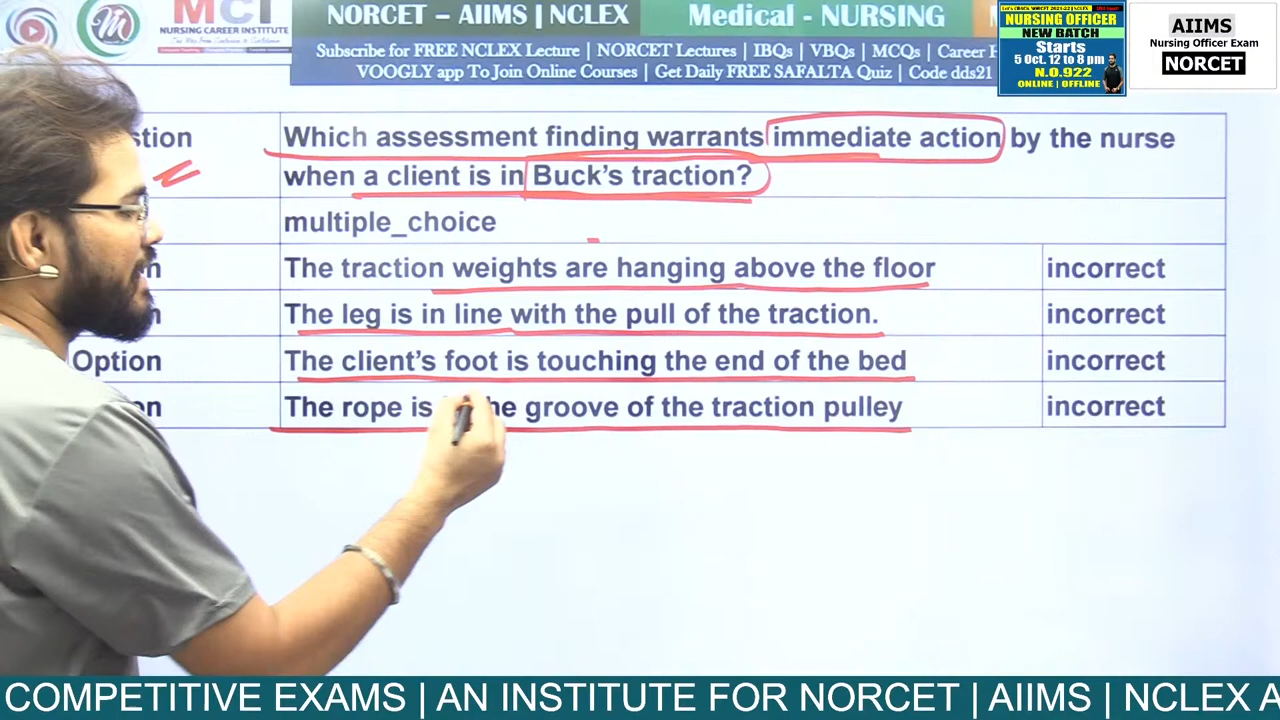 MCI
NURSING CAREER INSTITUTE
NORCET – AIIMS | NCLEX
Medical - NURSING
Subscribe for FREE NCLEX Lecture | NORCET Lectures | IBQs | VBQs | MCQs | Career
VOOGLY app To Join Online Courses | Get Daily FREE SAFALTA Quiz | Code dds21
NURSING OFFICER
NEW BATCH
Starts
5 Oct. 12 to 8 pm
N.O.922
ONLINE | OFFLINE
AIIMS
Nursing Officer Exam
NORCET
stion Which assessment finding warrants immediate action by the nurse
when a client is in Buck’s traction?
multiple_choice
The traction weights are hanging above the floor incorrect
The leg is in line with the pull of the traction. incorrect
Option The client’s foot is touching the end of the bed incorrect
on The rope is he groove of the traction pulley incorrect
COMPETITIVE EXAMS | AN INSTITUTE FOR NORCET | AIIMS | NCLEX A